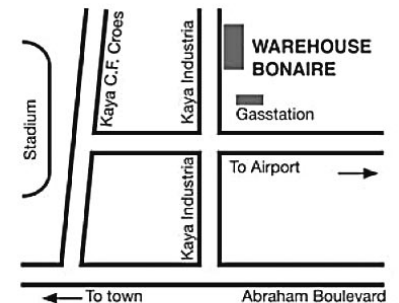 Stadium
Kaya C.F. Croes
Kaya Industria
WAREHOUSE
BONAIRE
Gasstation
Kaya Industria
To Airport
To town
Abraham Boulevard